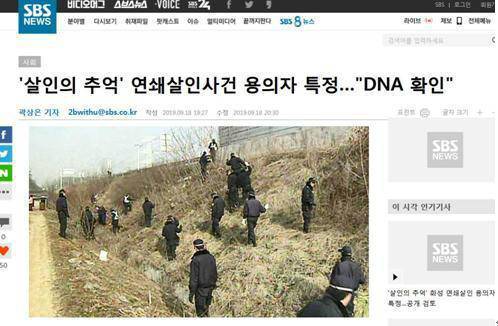 SBS NEWS
비디오머그 스브스뉴스 골라듣는 SBS 24
SBS | 로그인
분야별 다시보기 취재파일 팟캐스트 이슈 멀티미디어 끝까지판다 SBS 8 뉴스 라이브 제보 전체
검색어를 입력하세요
사회
'살인의 추억' 연쇄살인사건 용의자 특정..."DNA 확인"
곽상은 기자 2bwithu@sbs.co.kr 작성 2019.09.18 19:27 수정 2019.09.18 20:30 프린트 글자 크기
SBS NEWS
이 시각 인기기사
SBS NEWS
50
'살인의 추억' 화성 연쇄살인 용의자
특정...공개 검토